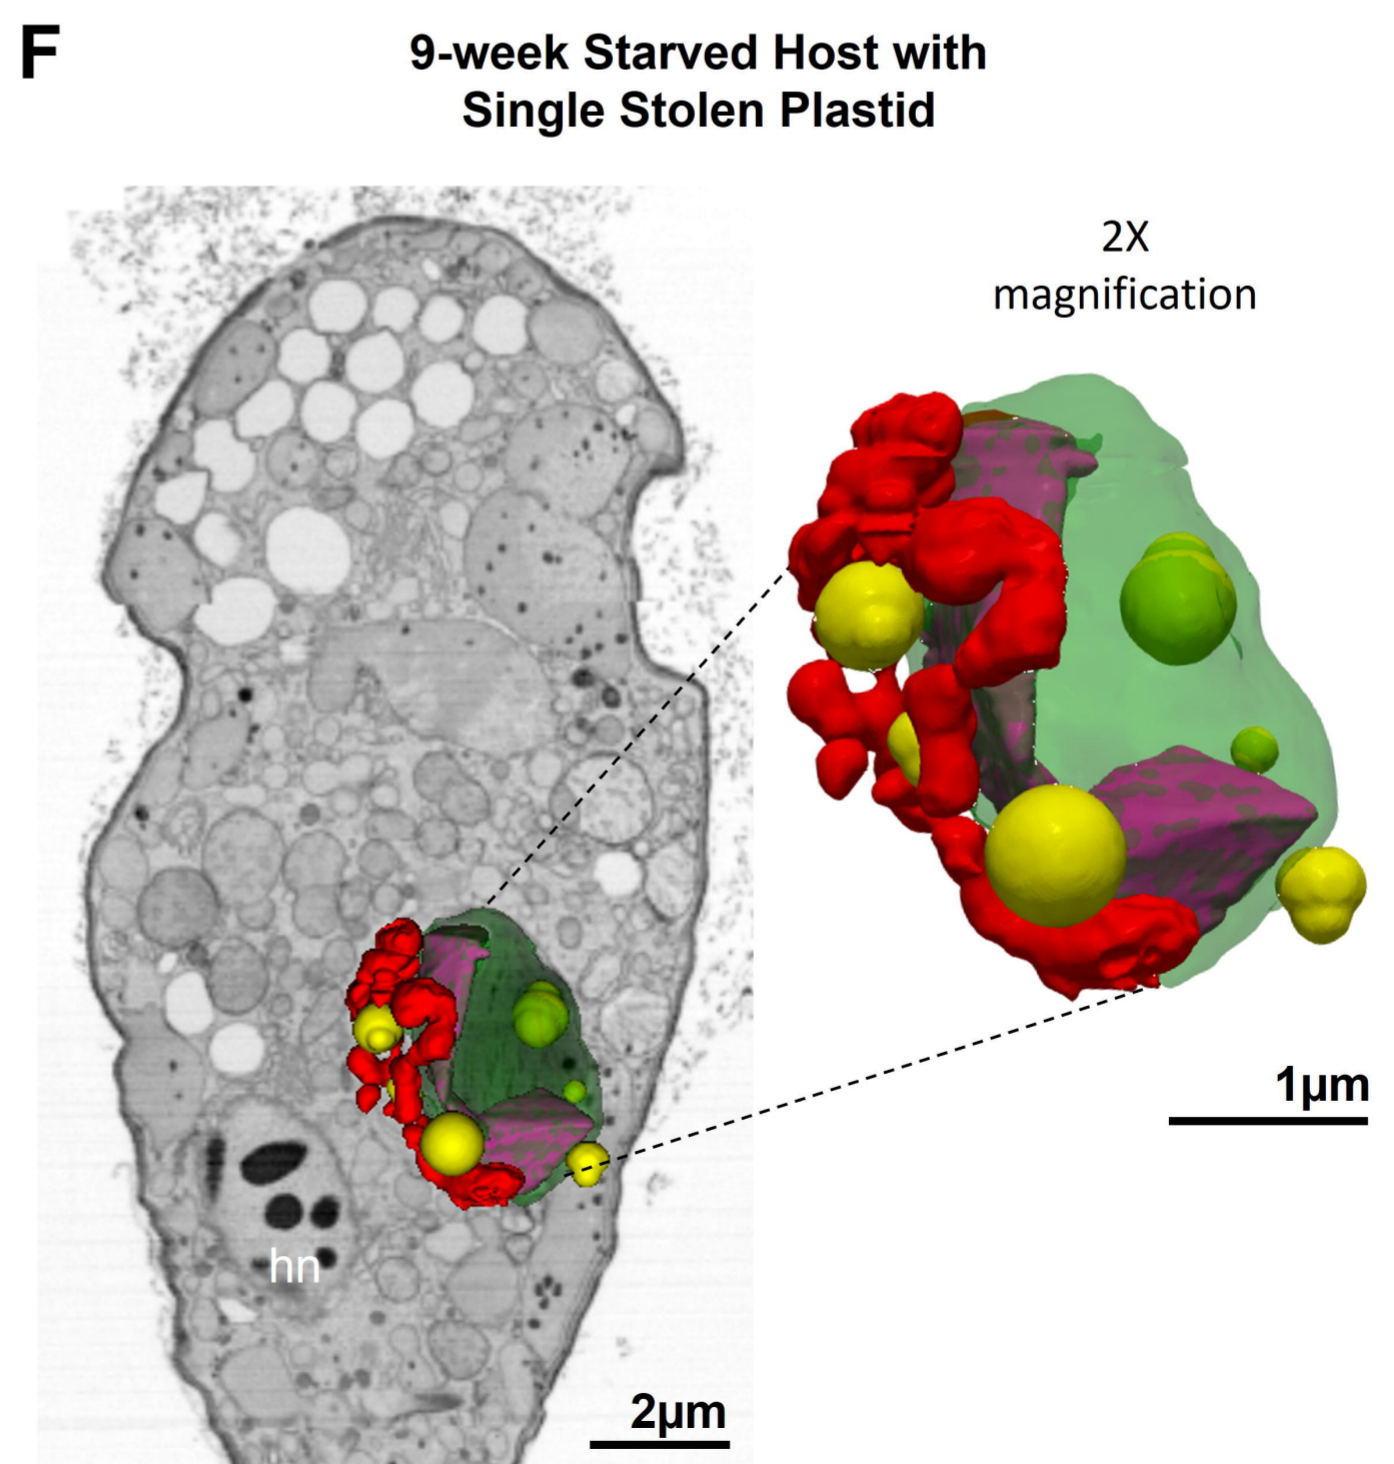 F
9-week Starved Host with
Single Stolen Plastid
2X
magnification
1µm
hn
2µm